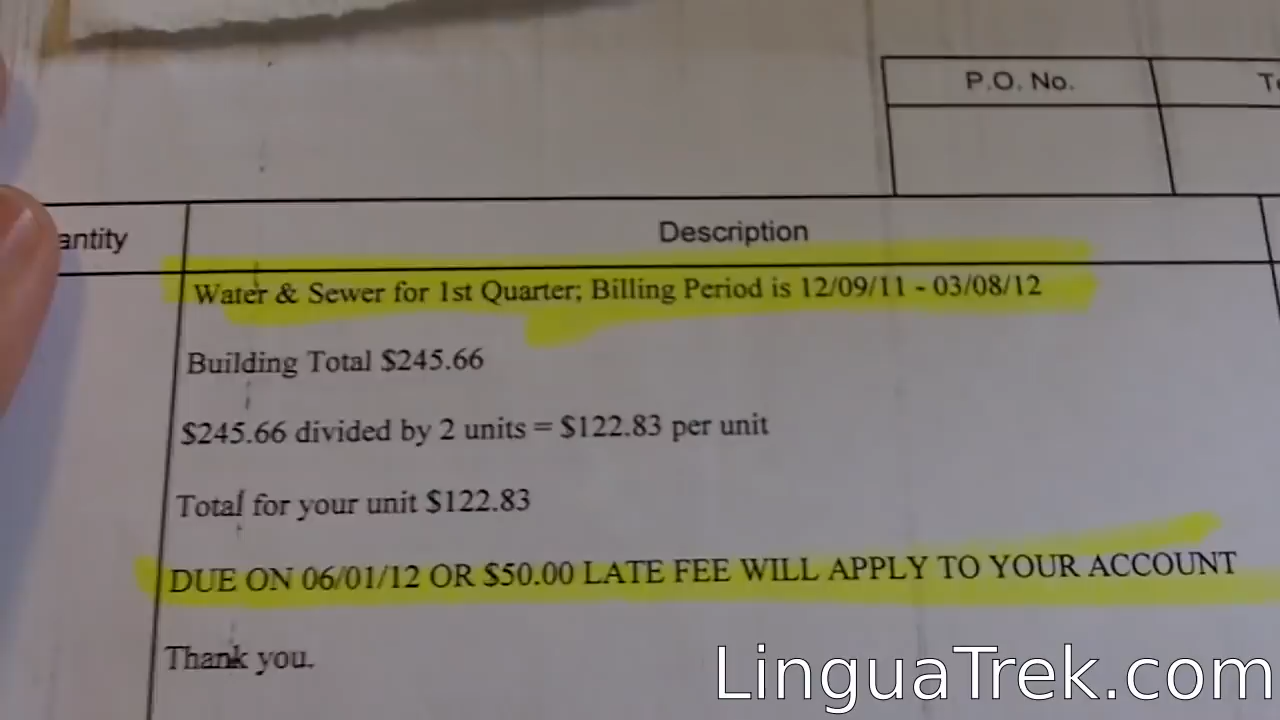 P.O. No.
Description
Water & Sewer for 1st Quarter; Billing Period is 12/09/11 - 03/08/12
Building Total $245.66
$245.66 divided by 2 units = $122.83 per unit
Total for your unit $122.83
DUE ON 06/01/12 OR $50.00 LATE FEE WILL APPLY TO YOUR ACCOUNT
Thank you.
LinguaTrek.com